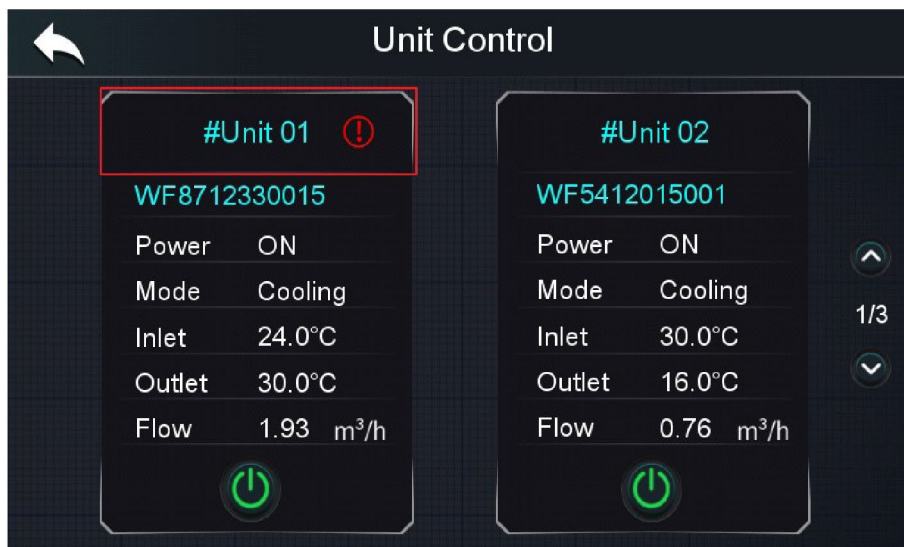 Unit Control
#Unit 01
WF8712330015
Power ON
Mode Cooling
Inlet 24.0°C
Outlet 30.0°C
Flow 1.93 m³/h
#Unit 02
WF5412015001
Power ON
Mode Cooling
Inlet 30.0°C
Outlet 16.0°C
Flow 0.76 m³/h
1/3